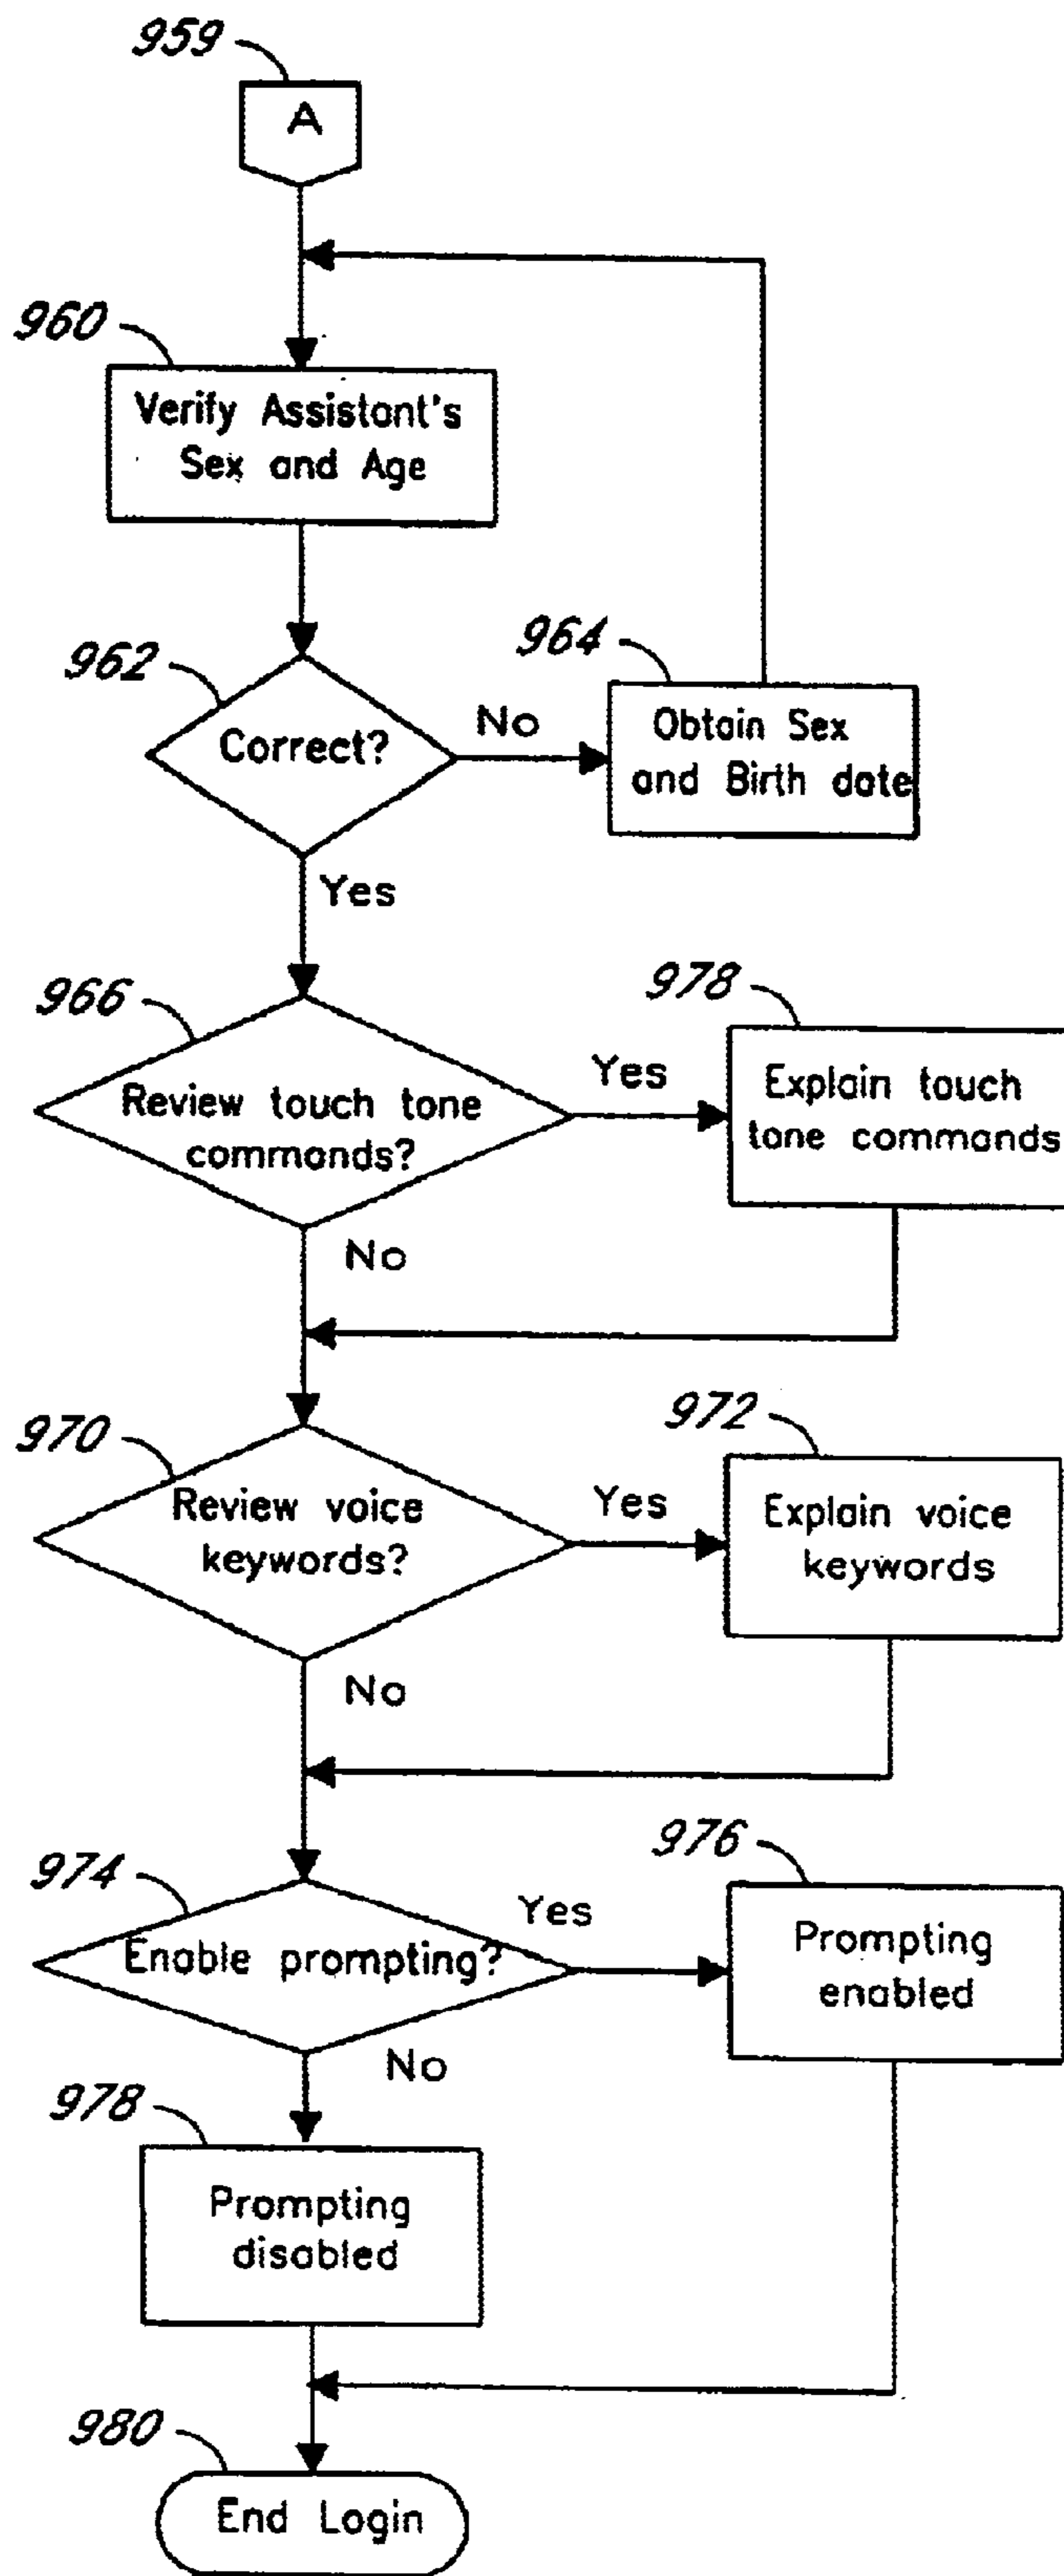 959
A
960
Verify Assistant's
Sex and Age
962
Correct?
No
964
Obtain Sex
and Birth date
Yes
966
Review touch tone
commands?
Yes
978
Explain touch
tone commands
No
970
Review voice
keywords?
Yes
972
Explain voice
keywords
No
974
Enable prompting?
Yes
976
Prompting
enabled
No
978
Prompting
disabled
980
End Login